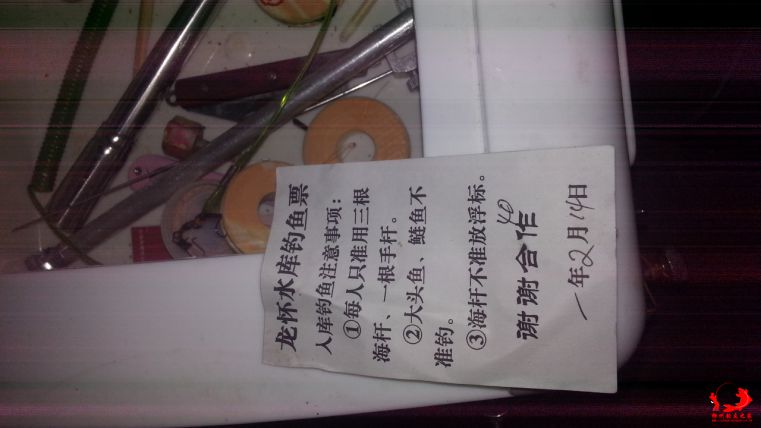 龙怀水库钓鱼票
入库钓鱼注意事项：
①每人只准用三根
海杆、一根手杆。
②大头鱼、鲢鱼不
准钓。
③海杆不准放浮标。
谢谢合作
40
一年2月14日